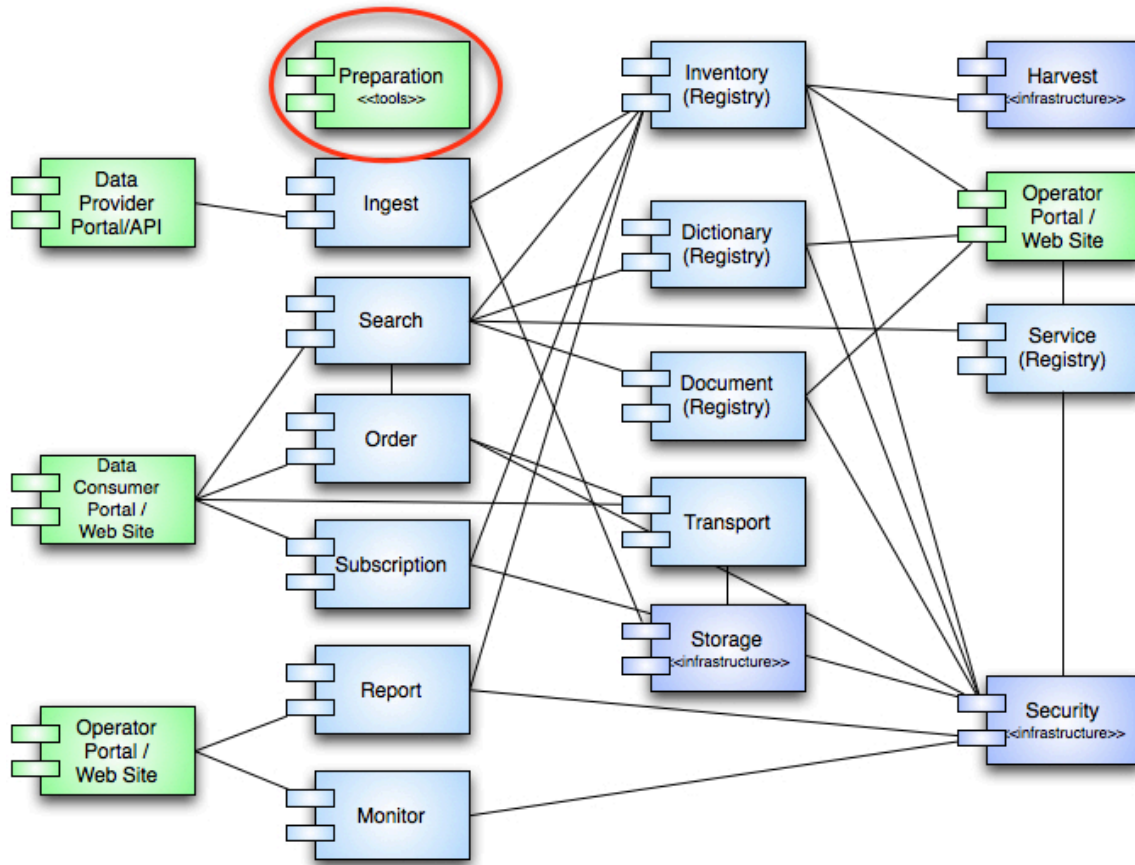 Preparation
<<tools>>
Inventory
(Registry)
Harvest
<<infrastructure>>
Data
Provider
Portal/API
Ingest
Dictionary
(Registry)
Operator
Portal /
Web Site
Search
Service
(Registry)
Document
(Registry)
Order
Data
Consumer
Portal /
Web Site
Transport
Subscription
Storage
<<infrastructure>>
Report
Security
<<infrastructure>>
Operator
Portal /
Web Site
Monitor